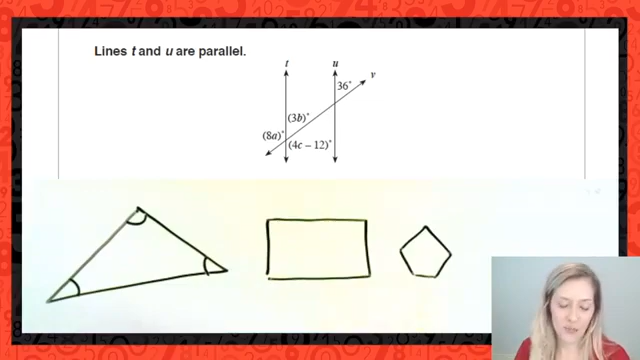 Lines t and u are parallel.
t
u
v
36°
(3b)°
(8a)°
(4c – 12)°